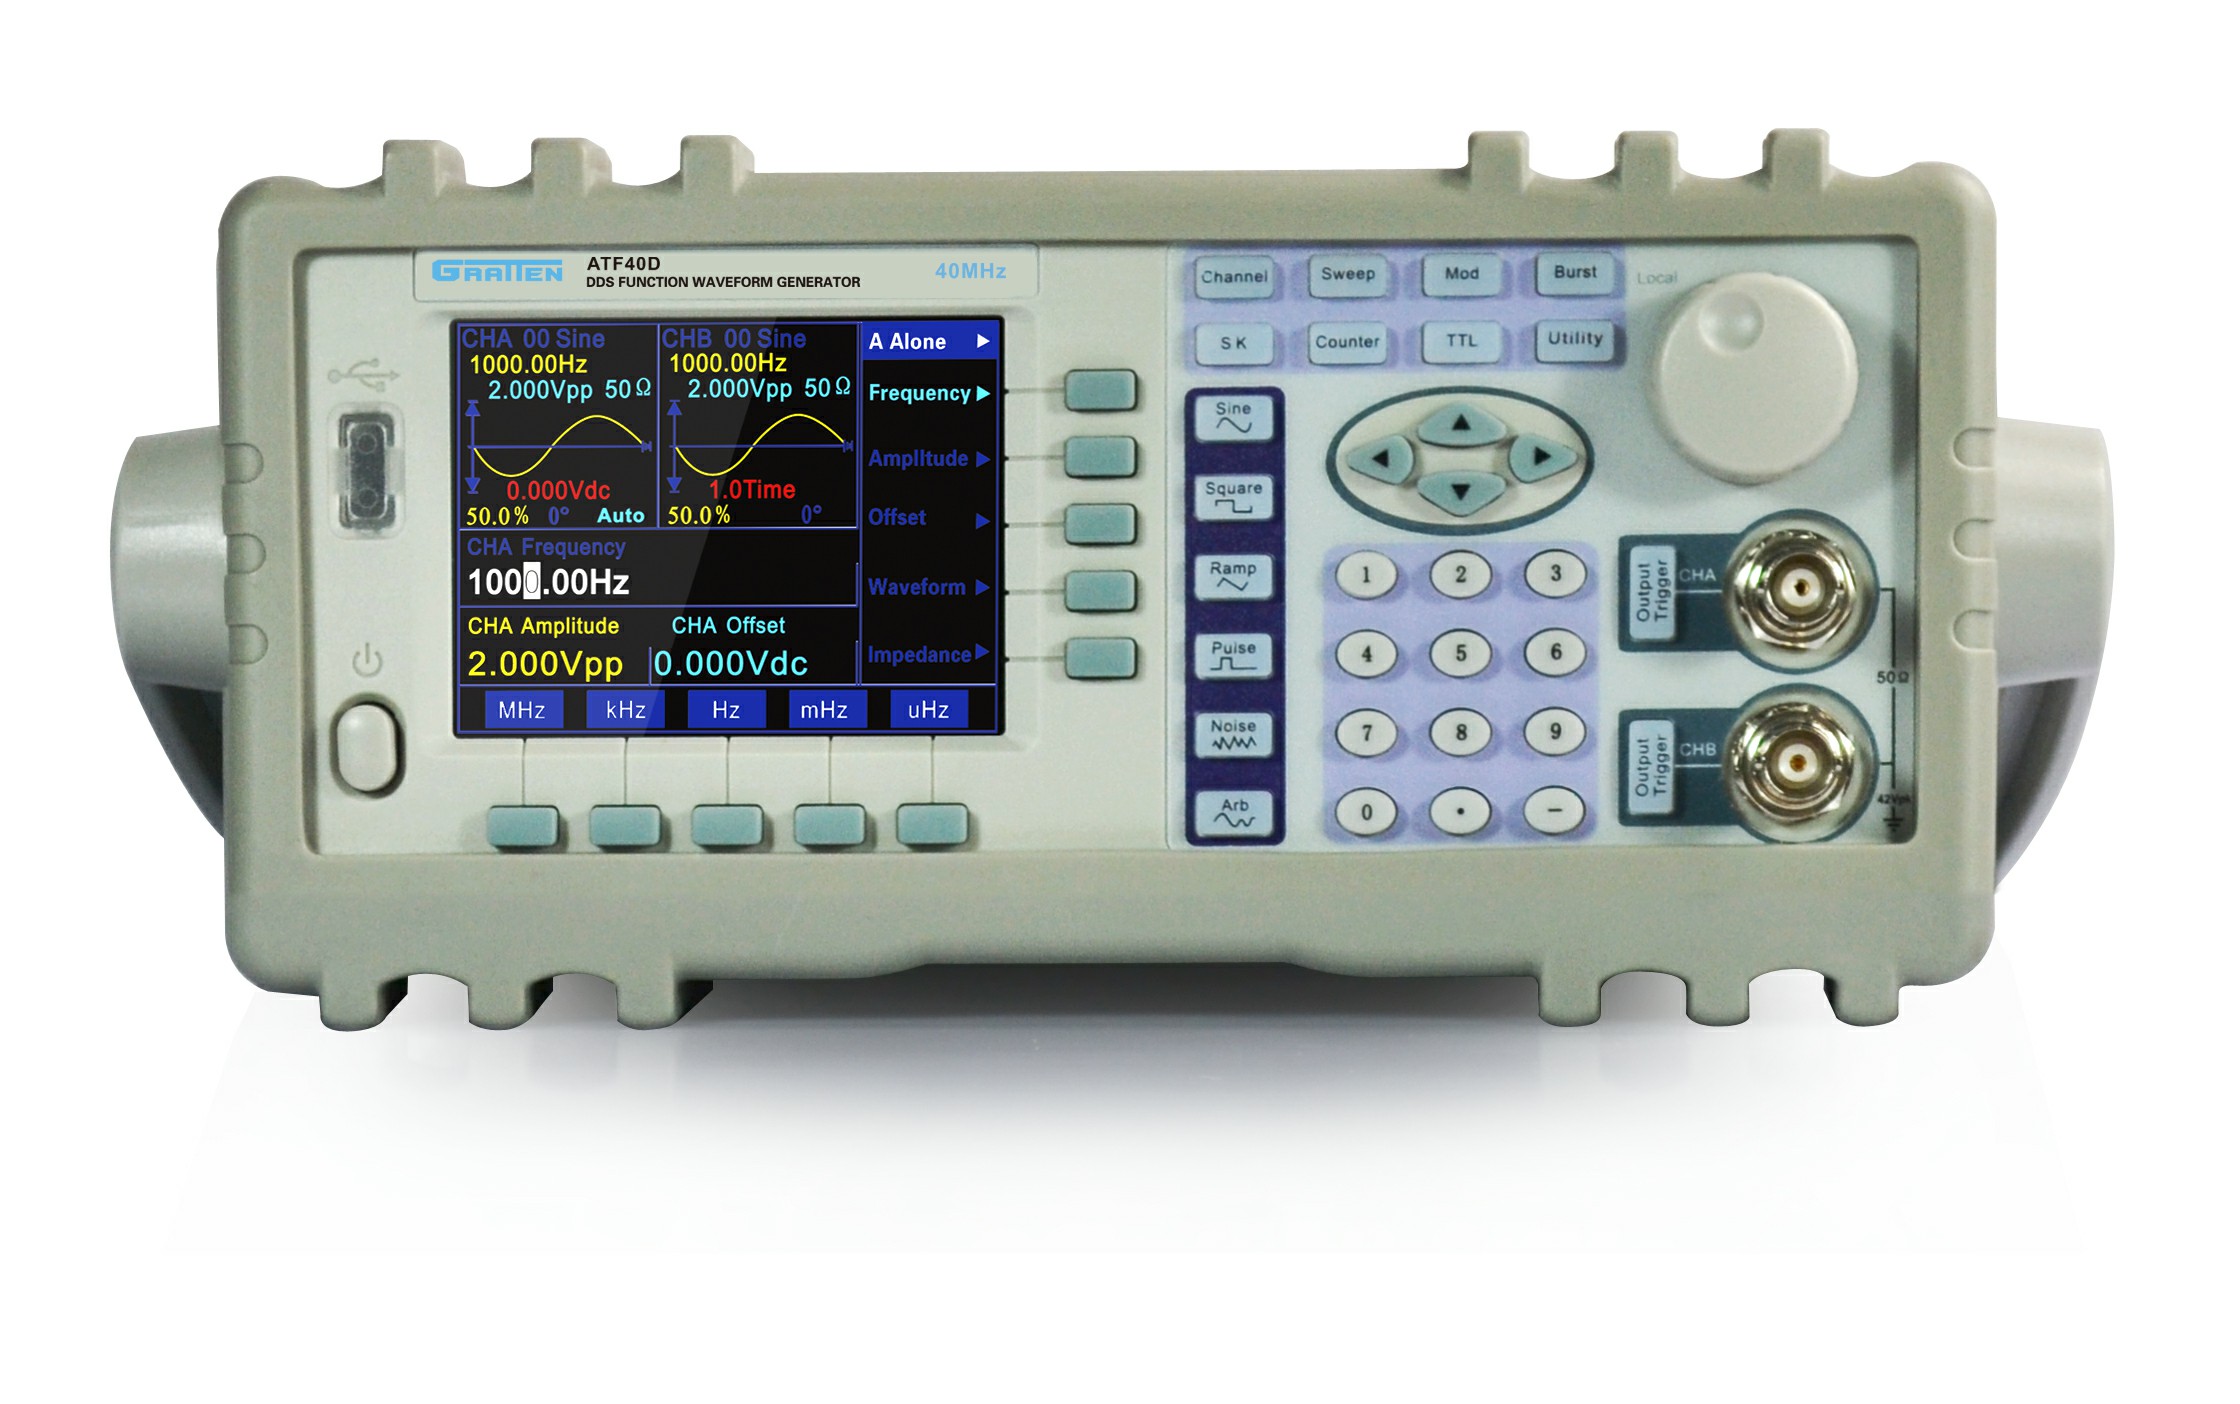 GRATTEN
ATF40D
DDS FUNCTION WAVEFORM GENERATOR
40MHz
CHA 00 Sine
1000.00Hz
2.000Vpp 50Ω
0.000Vdc
50.0% 0° Auto
CHB 00 Sine
1000.00Hz
2.000Vpp 50Ω
1.0Time
50.0% 0°
CHA Frequency
1000.00Hz
CHA Amplitude
2.000Vpp
CHA Offset
0.000Vdc
A Alone
Frequency
Amplitude
Offset
Waveform
Impedance
MHz kHz Hz mHz uHz
Channel Sweep Mod Burst
SK Counter TTL Utility
Local
Sine
Square
Ramp
Pulse
Noise
Arb
1 2 3
4 5 6
7 8 9
0 . −
Output
Trigger
CHA
50Ω
Output
Trigger
CHB
42Vpk